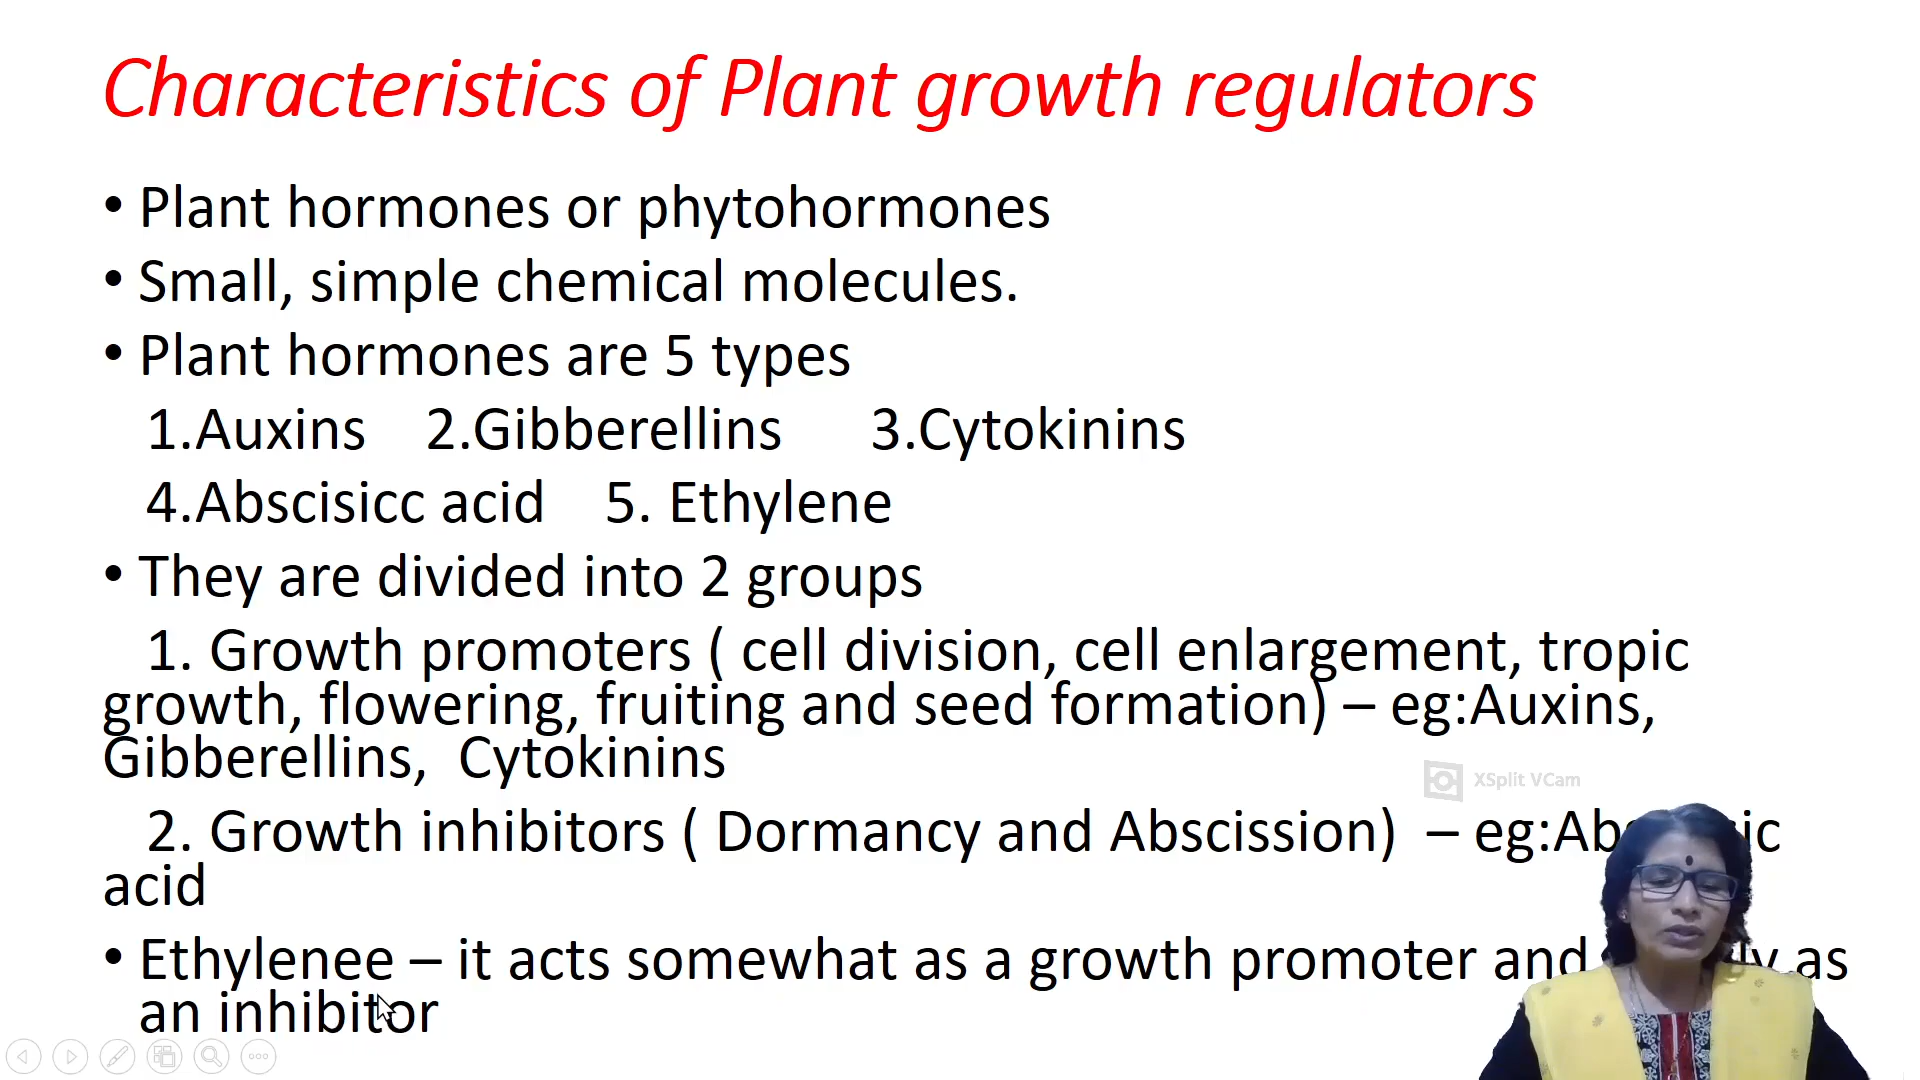 Characteristics of Plant growth regulators
• Plant hormones or phytohormones
• Small, simple chemical molecules.
• Plant hormones are 5 types
1.Auxins 2.Gibberellins 3.Cytokinins
4.Abscisicc acid 5. Ethylene
• They are divided into 2 groups
1. Growth promoters ( cell division, cell enlargement, tropic
growth, flowering, fruiting and seed formation) – eg:Auxins,
Gibberellins, Cytokinins
XSplit VCam
2. Growth inhibitors ( Dormancy and Abscission) – eg:
acid
• Ethylenee – it acts somewhat as a growth promoter and as
an inhibitor